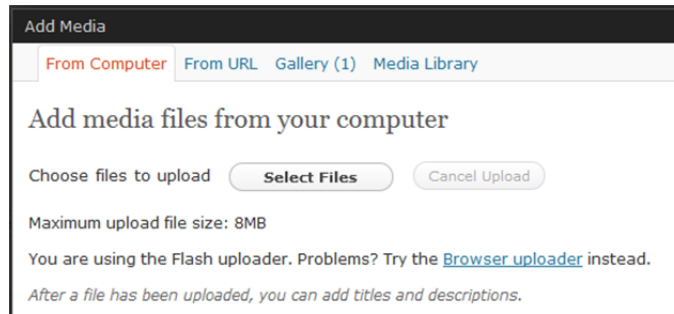 Add Media
From Computer From URL Gallery (1) Media Library
Add media files from your computer
Choose files to upload Select Files Cancel Upload
Maximum upload file size: 8MB
You are using the Flash uploader. Problems? Try the Browser uploader instead.
After a file has been uploaded, you can add titles and descriptions.